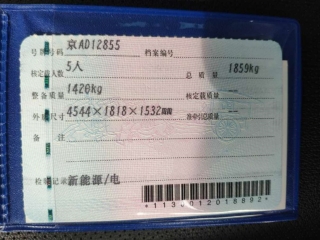 号牌号码 京AD12855 档案编号
核定载人数 5人 总质量 1859kg
整备质量 1420kg 核定载质量 ——
外廓尺寸 4544×1818×1532mm 准牵引总质量 ——
备注
检验记录 新能源/电